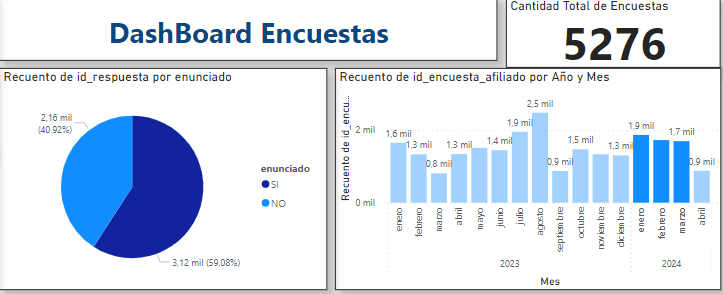 DashBoard Encuestas
Cantidad Total de Encuestas
5276
Recuento de id_respuesta por enunciado
2,16 mil
(40,92%)
3,12 mil (59,08%)
enunciado
SI
NO
Recuento de id_encuesta_afiliado por Año y Mes
Recuento de id_encu...
2 mil
0 mil
1,6 mil
1,3 mil
0,8 mil
1,3 mil
1,4 mil
1,9 mil
2,5 mil
0,9 mil
1,5 mil
1,3 mil
1,9 mil
1,7 mil
0,9 mil
enero
febrero
marzo
abril
mayo
junio
julio
agosto
septiembre
octubre
noviembre
diciembre
enero
febrero
marzo
abril
2023
2024
Mes